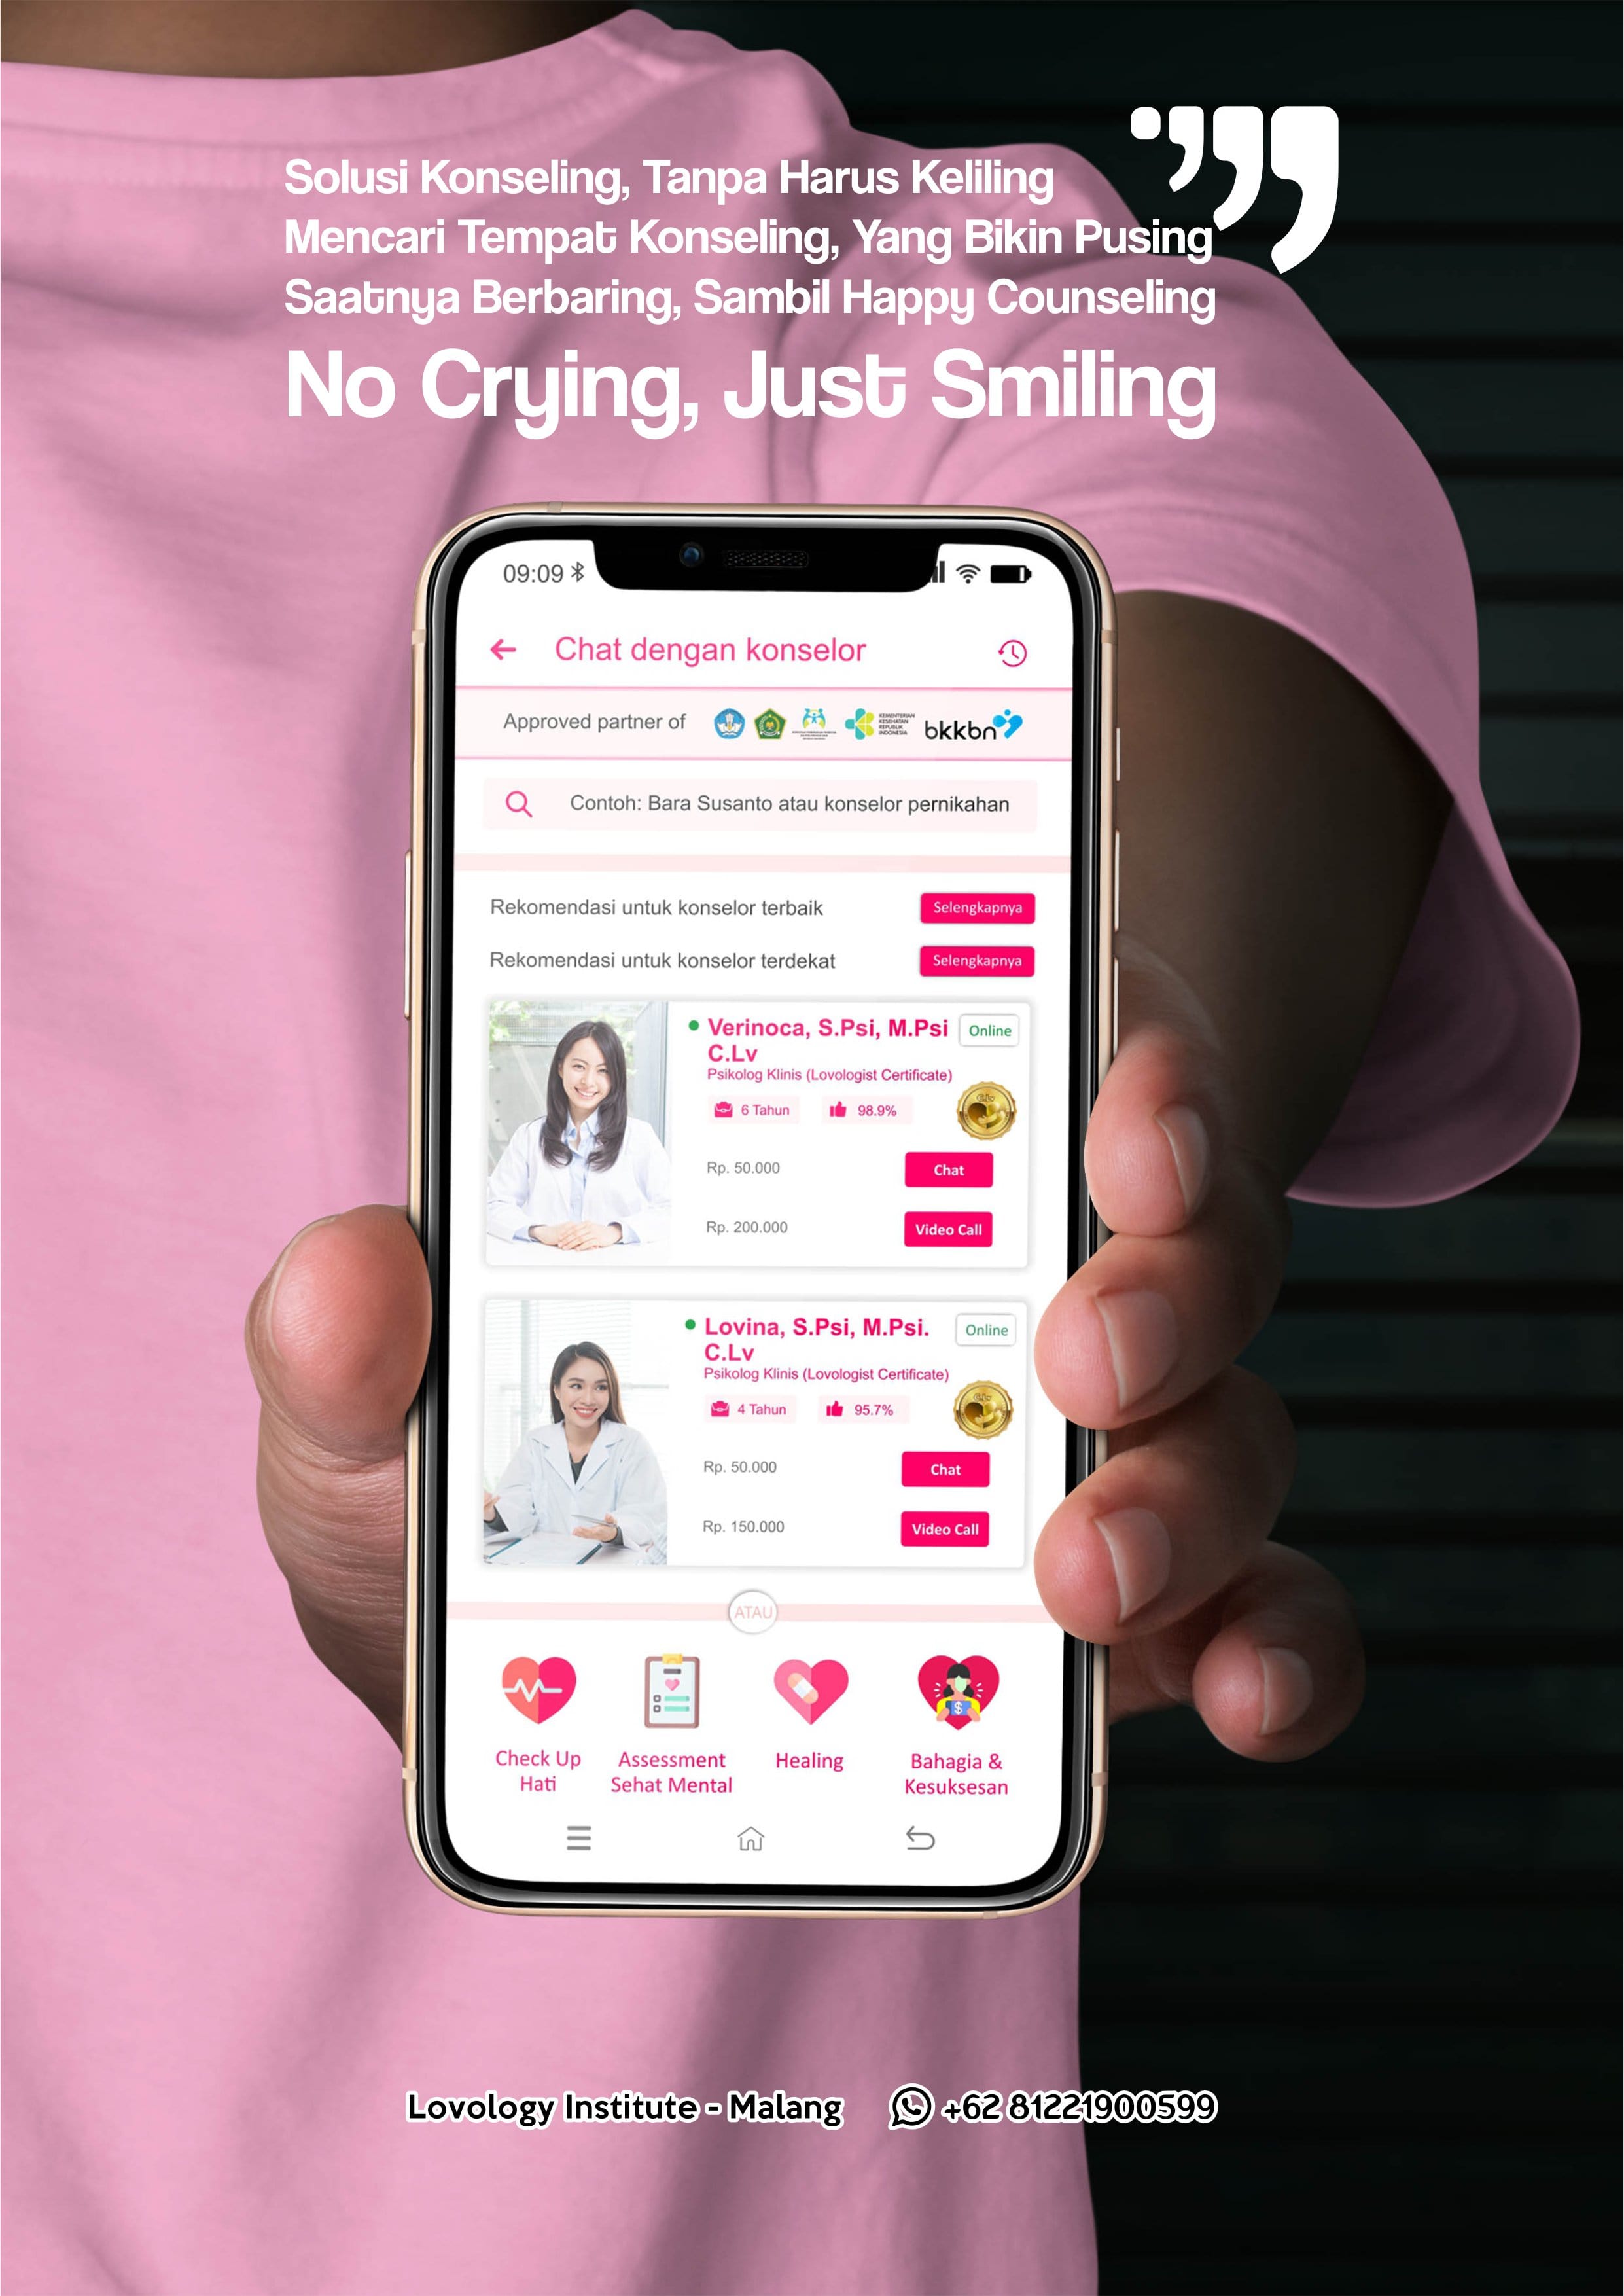 Solusi Konseling, Tanpa Harus Keliling
Mencari Tempat Konseling, Yang Bikin Pusing
Saatnya Berbaring, Sambil Happy Counseling
No Crying, Just Smiling
09:09
Chat dengan konselor
Approved partner of
KEMENTERIAN
KESEHATAN
REPUBLIK
INDONESIA
bkkbn
Contoh: Bara Susanto atau konselor pernikahan
Rekomendasi untuk konselor terbaik
Selengkapnya
Rekomendasi untuk konselor terdekat
Selengkapnya
Verinoca, S.Psi, M.Psi
C.Lv
Online
Psikolog Klinis (Lovologist Certificate)
6 Tahun
98.9%
Rp. 50.000
Chat
Rp. 200.000
Video Call
Lovina, S.Psi, M.Psi.
C.Lv
Online
Psikolog Klinis (Lovologist Certificate)
4 Tahun
95.7%
Rp. 50.000
Chat
Rp. 150.000
Video Call
ATAU
Check Up
Hati
Assessment
Sehat Mental
Healing
Bahagia &
Kesuksesan
Lovology Institute - Malang
+62 81221900599